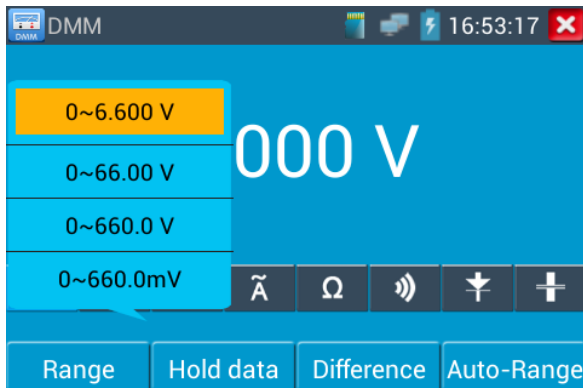 DMM
DMM 16:53:17
0~6.600 V
000 V
0~66.00 V
0~660.0 V
0~660.0mV
Ã Ω
Range Hold data Difference Auto-Range